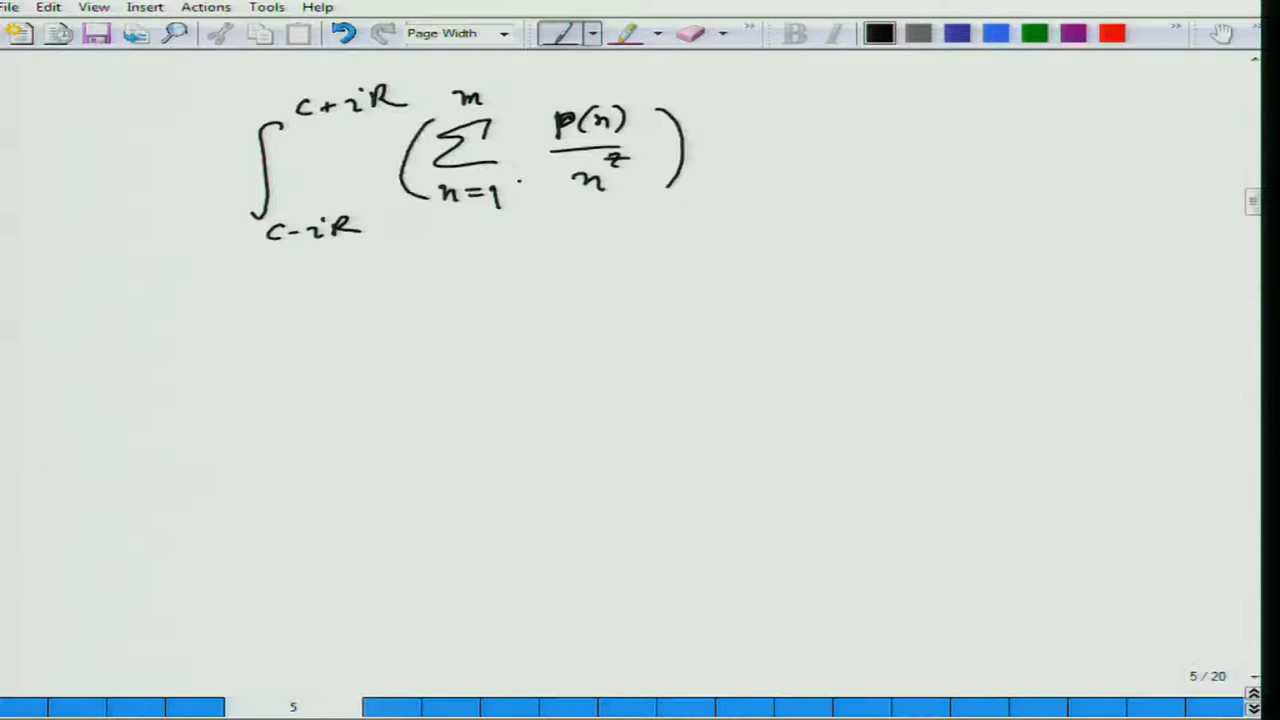 File Edit View Insert Actions Tools Help
Page Width
B I
∫_{c-iR}^{c+iR} ( ∑_{n=1}^{m} p(n)/n^z )
5 / 20
5